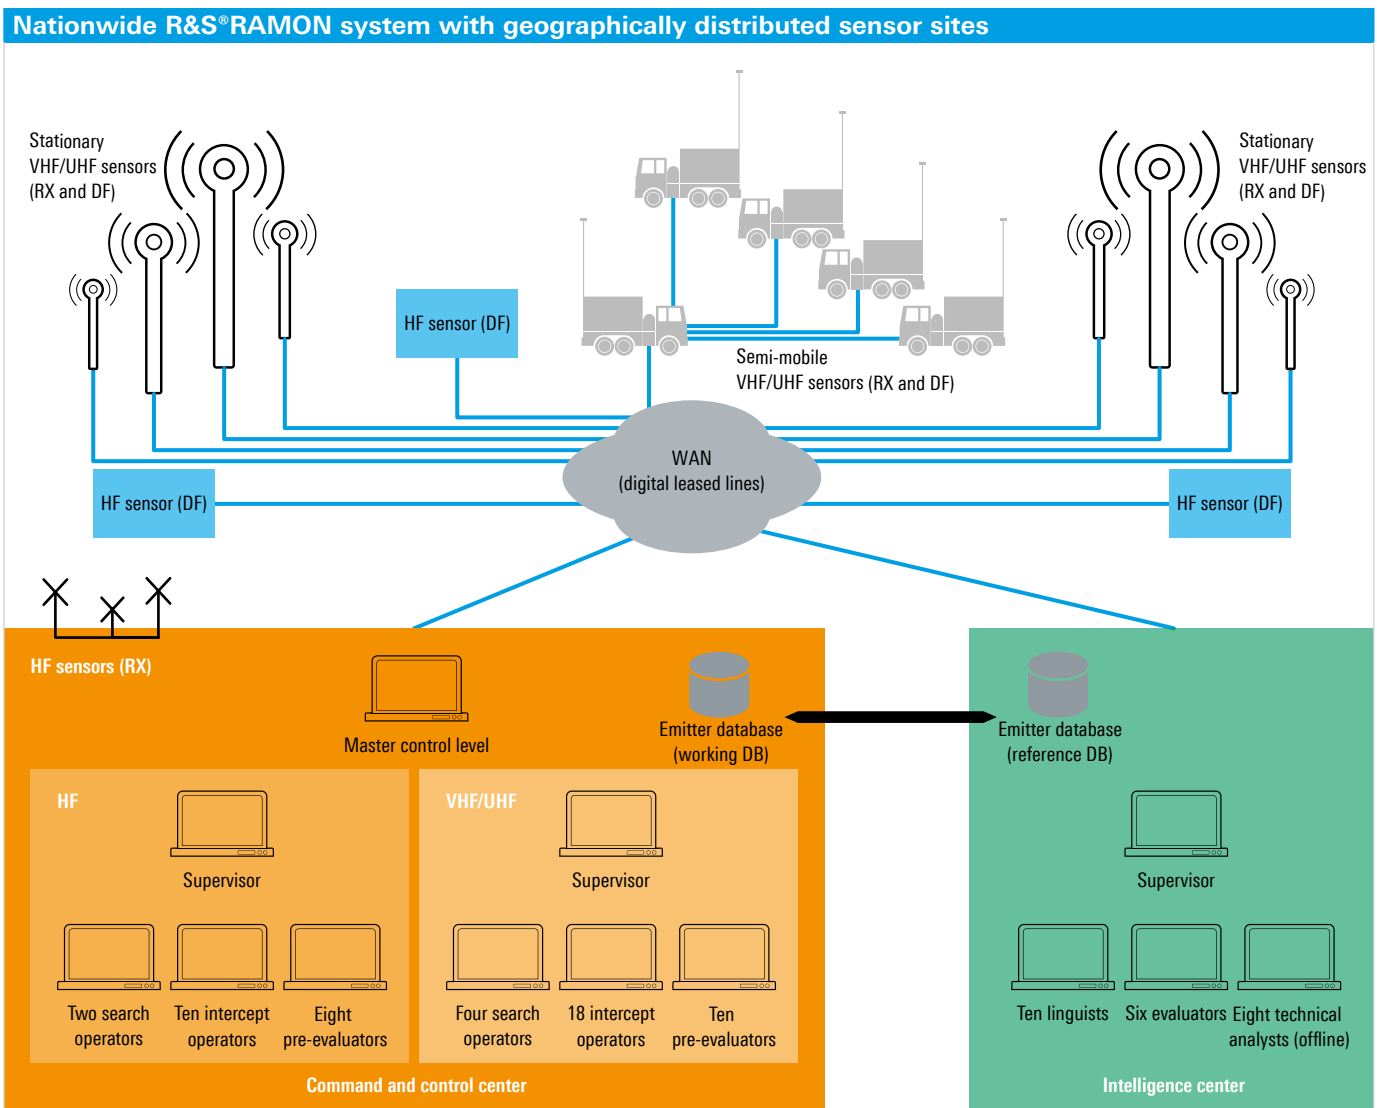 Nationwide R&S®RAMON system with geographically distributed sensor sites
Stationary
VHF/UHF sensors
(RX and DF)
Stationary
VHF/UHF sensors
(RX and DF)
HF sensor (DF)
Semi-mobile
VHF/UHF sensors (RX and DF)
WAN
(digital leased lines)
HF sensor (DF)
HF sensor (DF)
HF sensors (RX)
Master control level
Emitter database
(working DB)
Emitter database
(reference DB)
HF
Supervisor
Two search
operators
Ten intercept
operators
Eight
pre-evaluators
VHF/UHF
Supervisor
Four search
operators
18 intercept
operators
Ten
pre-evaluators
Command and control center
Supervisor
Ten linguists
Six evaluators
Eight technical
analysts (offline)
Intelligence center